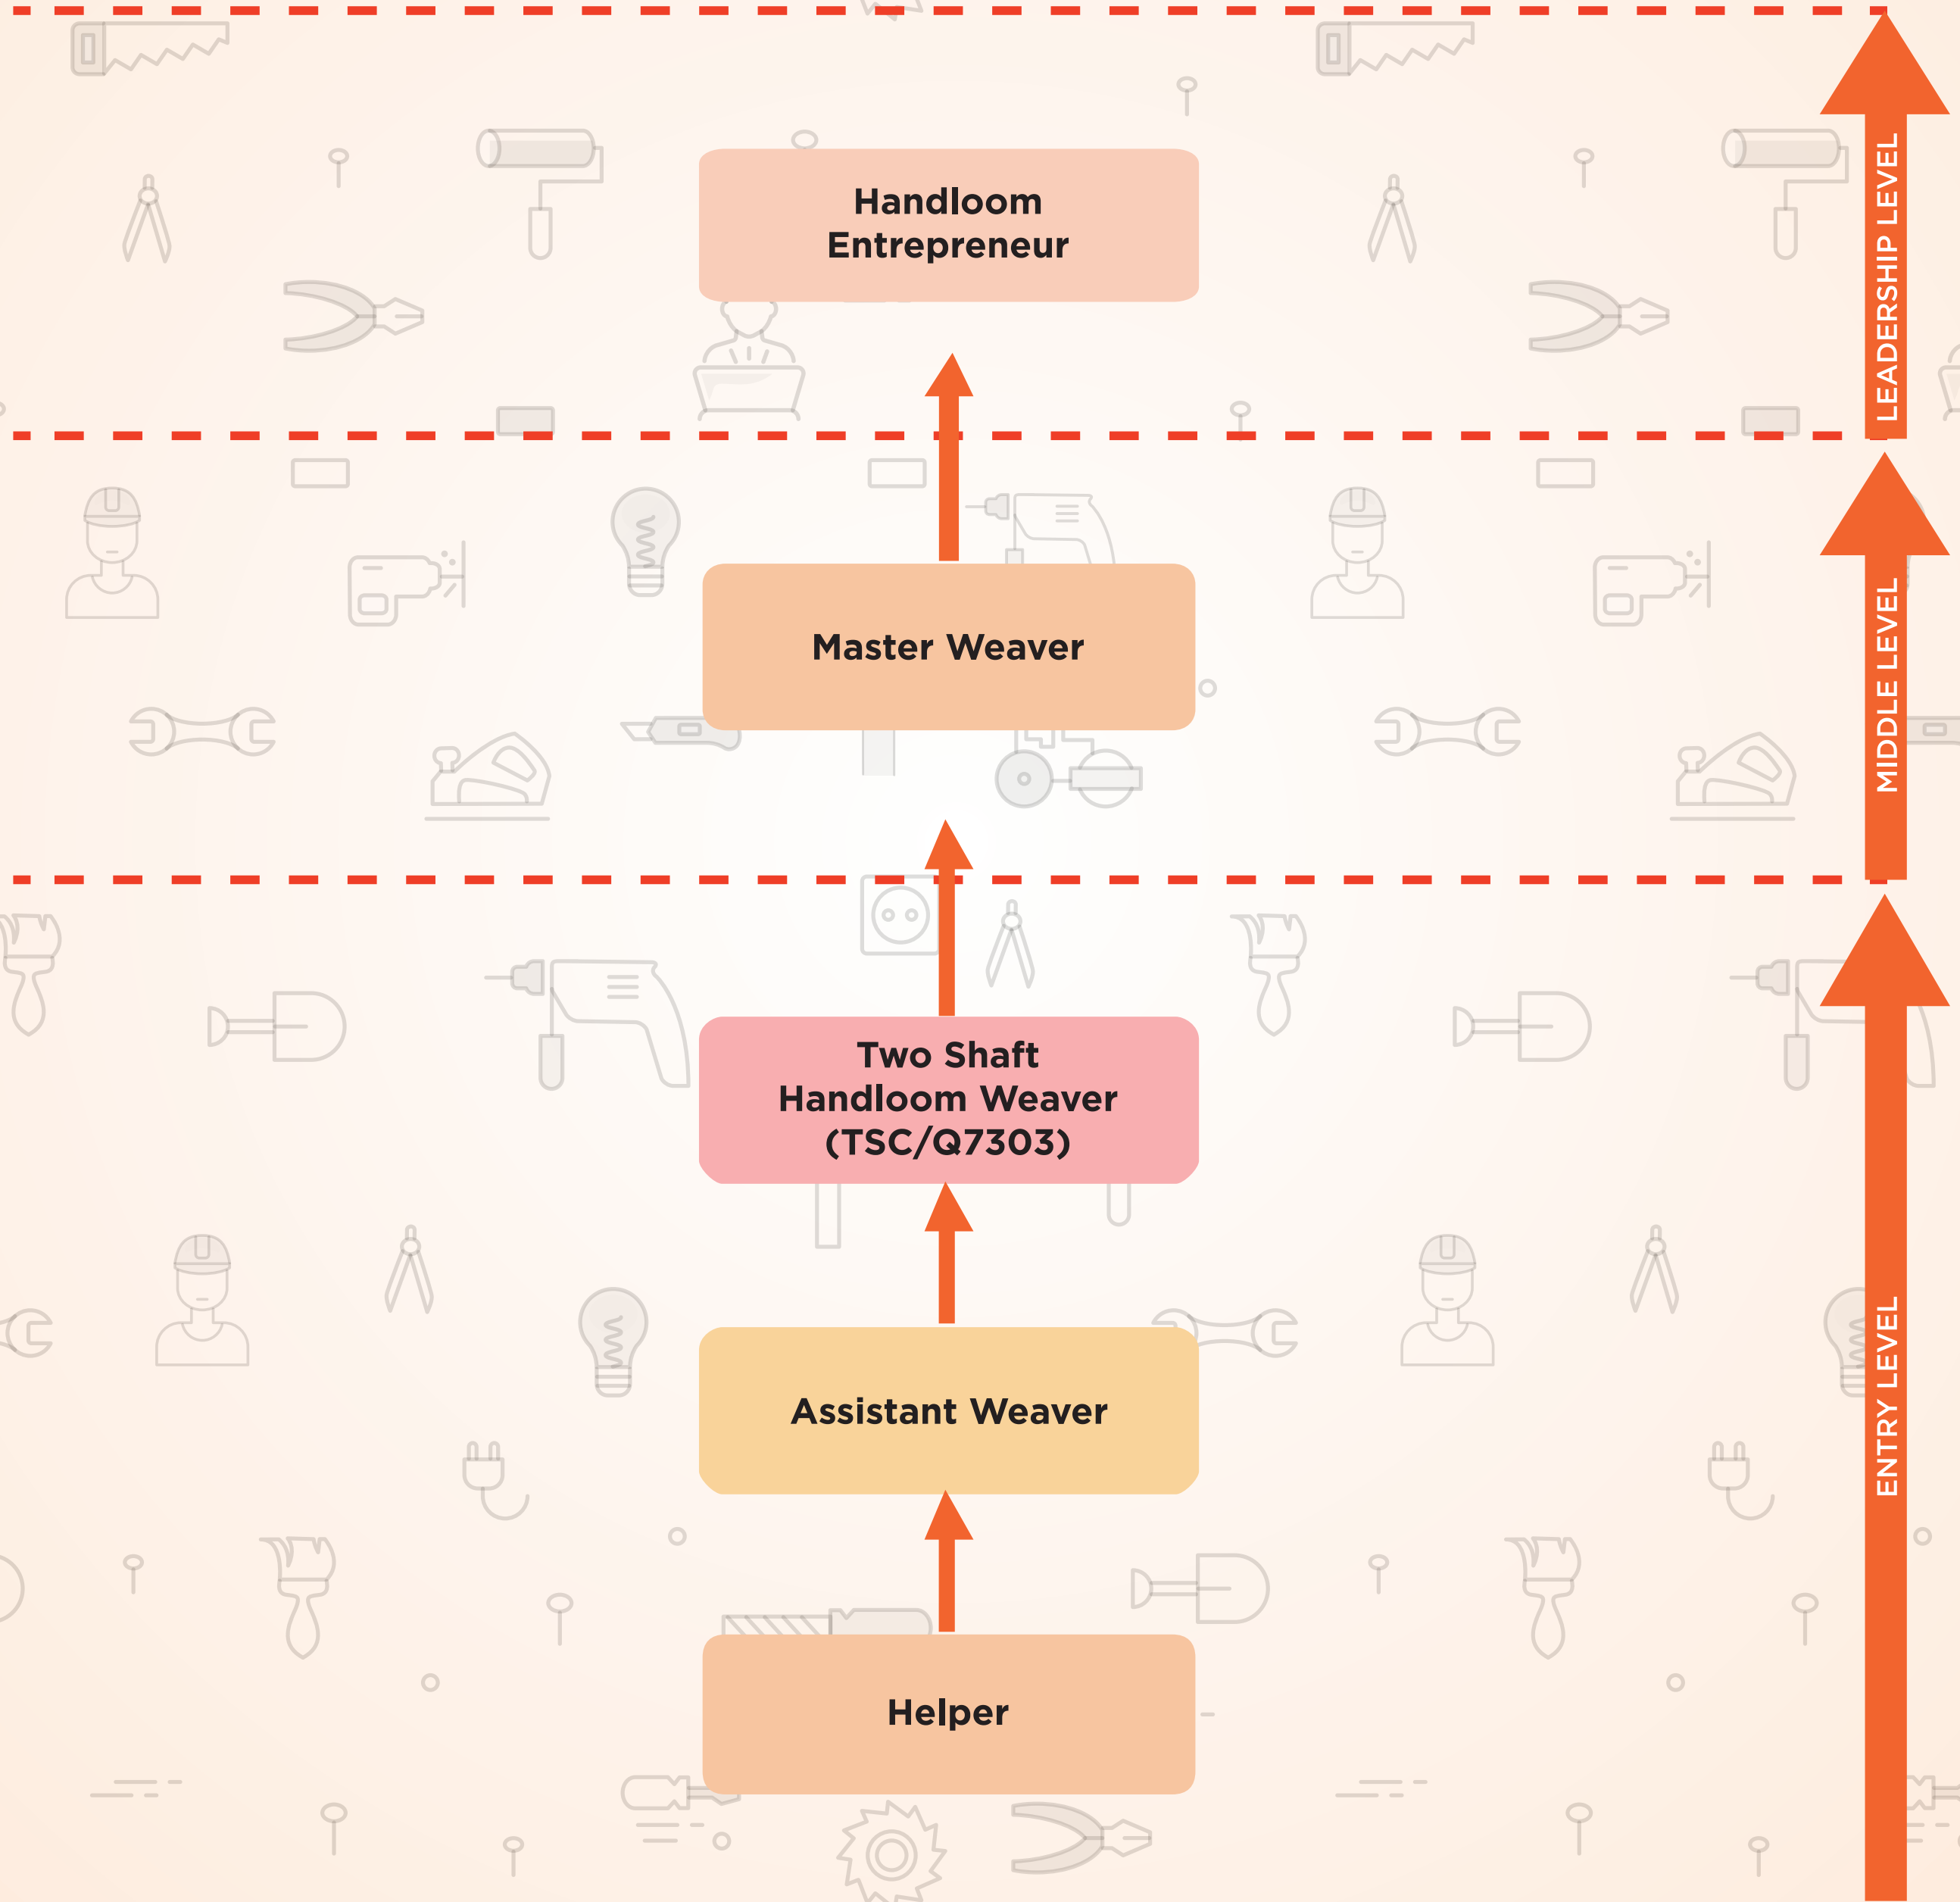 Handloom
Entrepreneur
LEADERSHIP LEVEL
Master Weaver
MIDDLE LEVEL
Two Shaft
Handloom Weaver
(TSC/Q7303)
Assistant Weaver
ENTRY LEVEL
Helper